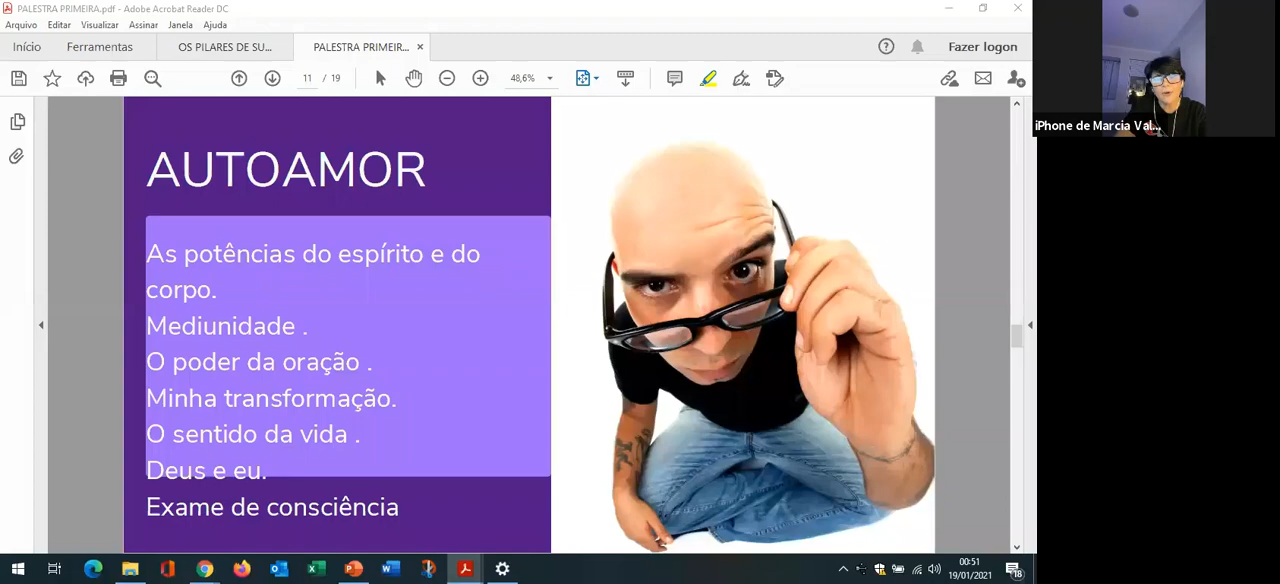 PALESTRA PRIMEIRA.pdf - Adobe Acrobat Reader DC
Arquivo Editar Visualizar Assinar Janela Ajuda
Início Ferramentas OS PILARES DE SU... PALESTRA PRIMEIR... × Fazer logon
11 / 19 48,6%
iPhone de Marcia Val...
AUTOAMOR
As potências do espírito e do
corpo.
Mediunidade .
O poder da oração .
Minha transformação.
O sentido da vida .
Deus e eu.
Exame de consciência
00:51
19/01/2021
18